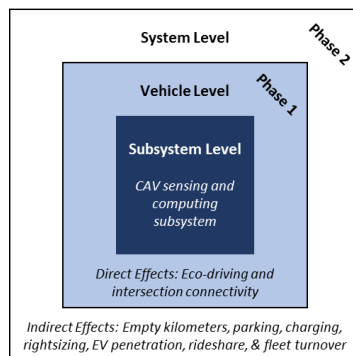 System Level
Phase 2
Vehicle Level
Phase 1
Subsystem Level
CAV sensing and
computing
subsystem
Direct Effects: Eco-driving and
intersection connectivity
Indirect Effects: Empty kilometers, parking, charging,
rightsizing, EV penetration, rideshare, & fleet turnover